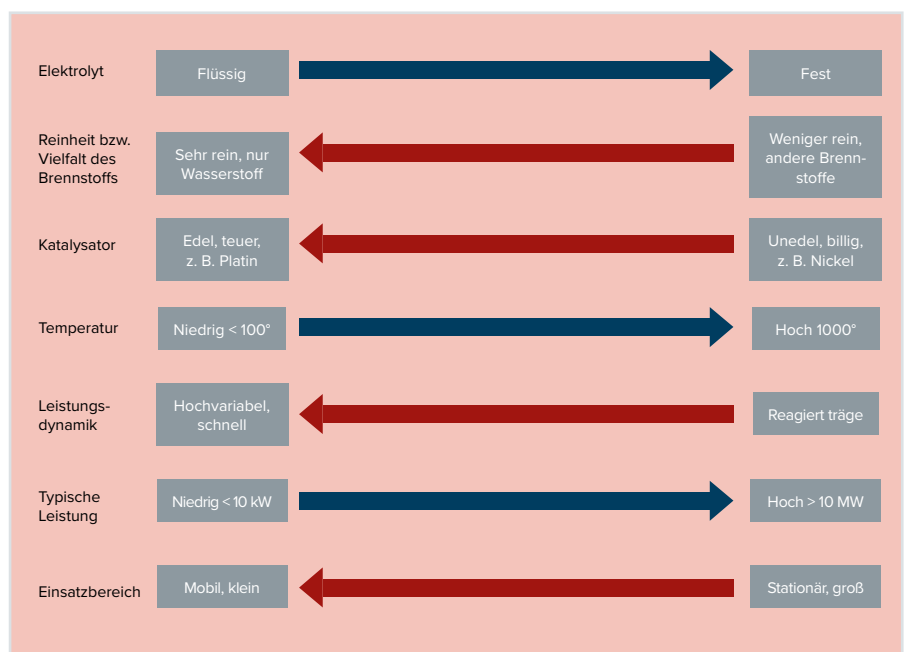 Elektrolyt
Flüssig
Fest
Reinheit bzw.
Vielfalt des
Brennstoffs
Sehr rein, nur
Wasserstoff
Weniger rein,
andere Brenn-
stoffe
Katalysator
Edel, teuer,
z. B. Platin
Unedel, billig,
z. B. Nickel
Temperatur
Niedrig < 100°
Hoch 1000°
Leistungs-
dynamik
Hochvariabel,
schnell
Reagiert träge
Typische
Leistung
Niedrig < 10 kW
Hoch > 10 MW
Einsatzbereich
Mobil, klein
Stationär, groß